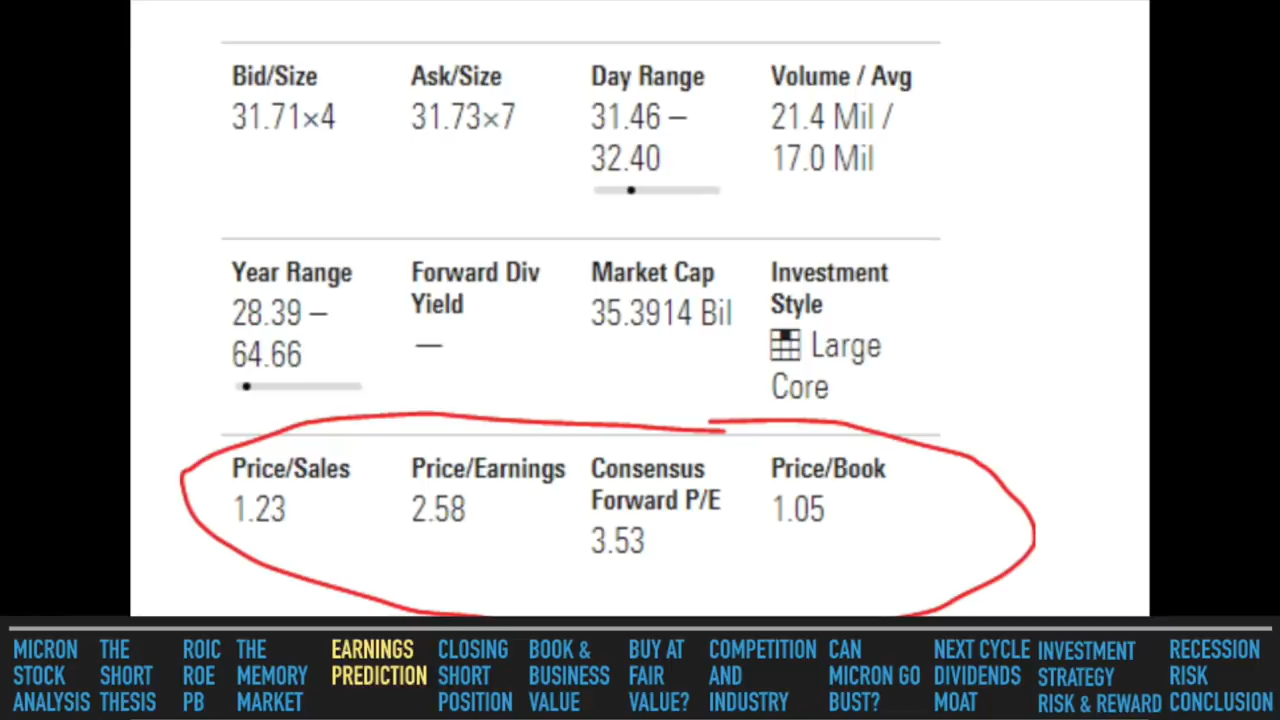 Bid/Size Ask/Size Day Range Volume / Avg
31.71×4 31.73×7 31.46 – 21.4 Mil /
32.40 17.0 Mil
Year Range Forward Div Market Cap Investment
Yield Style
28.39 – 35.3914 Bil
64.66 — Large
Core
Price/Sales Price/Earnings Consensus Price/Book
Forward P/E
1.23 2.58 1.05
3.53
MICRON THE ROIC THE EARNINGS CLOSING BOOK & BUY AT COMPETITION CAN NEXT CYCLE INVESTMENT RECESSION
STOCK SHORT ROE MEMORY PREDICTION SHORT BUSINESS FAIR AND MICRON GO DIVIDENDS STRATEGY RISK
ANALYSIS THESIS PB MARKET POSITION VALUE VALUE? INDUSTRY BUST? MOAT RISK & REWARD CONCLUSION